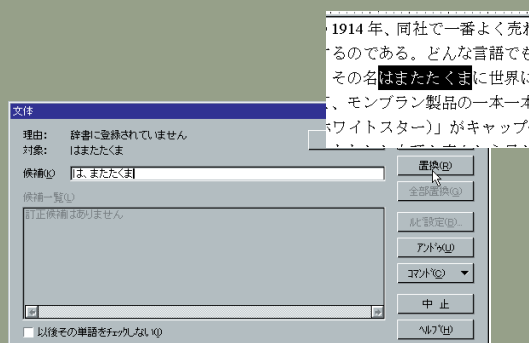 1914 年、同社で一番よく売れ
するのである。どんな言語でも
その名はまたたくまに世界に
、モンブラン製品の一本一本
ホワイトスター)」がキャップ
文体
理由: 辞書に登録されていません
対象: はまたたくま
候補(K) は、またたくま
候補一覧(L)
訂正候補はありません
置換(R)
全部置換(G)
ルビ設定(B)...
アンドゥ(U)
コマンド(C)
中 止
ヘルプ(H)
以後その単語をチェックしない(I)